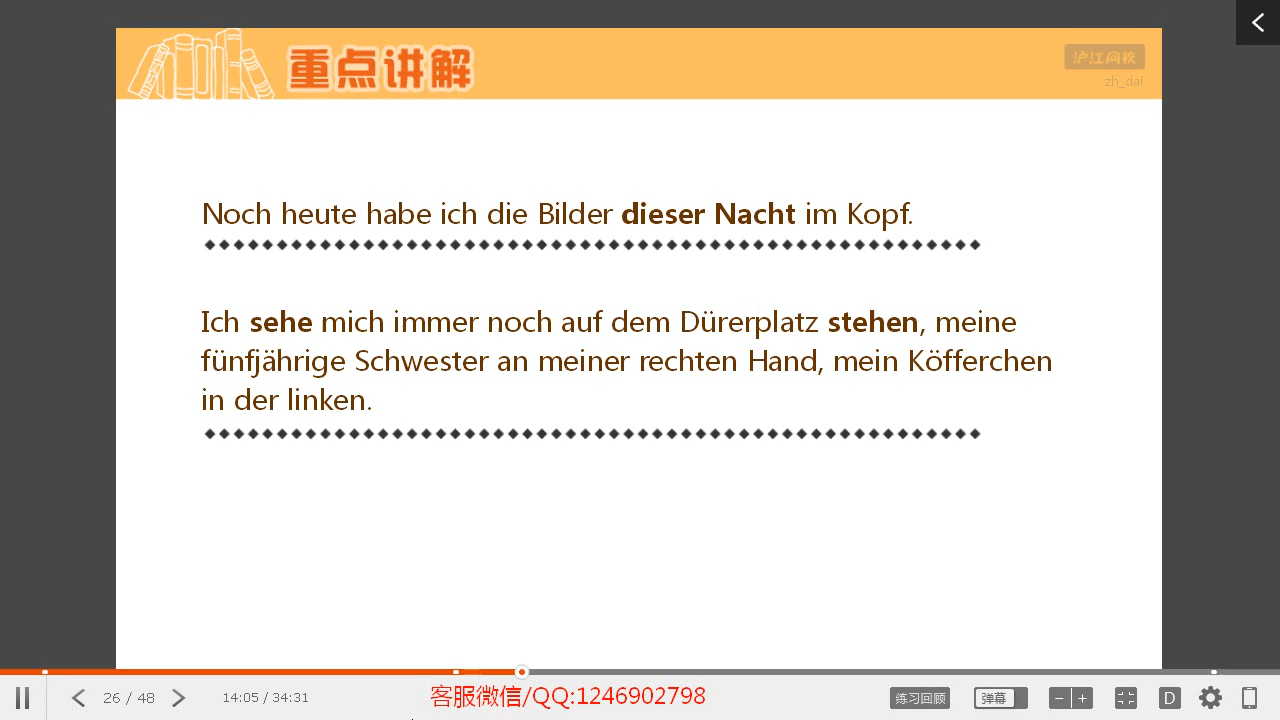 重点讲解
沪江网校
zh_dai
Noch heute habe ich die Bilder dieser Nacht im Kopf.
Ich sehe mich immer noch auf dem Dürerplatz stehen, meine
fünfjährige Schwester an meiner rechten Hand, mein Köfferchen
in der linken.
26 / 48
14:05 / 34:31
客服微信/QQ:1246902798
练习回顾
弹幕
D